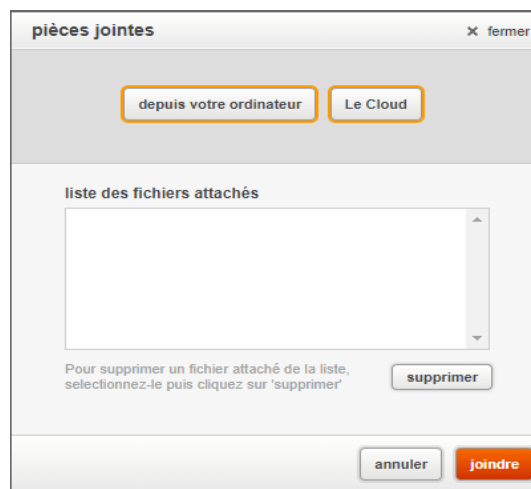 pièces jointes
× fermer
depuis votre ordinateur
Le Cloud
liste des fichiers attachés
Pour supprimer un fichier attaché de la liste,
selectionnez-le puis cliquez sur 'supprimer'
supprimer
annuler
joindre